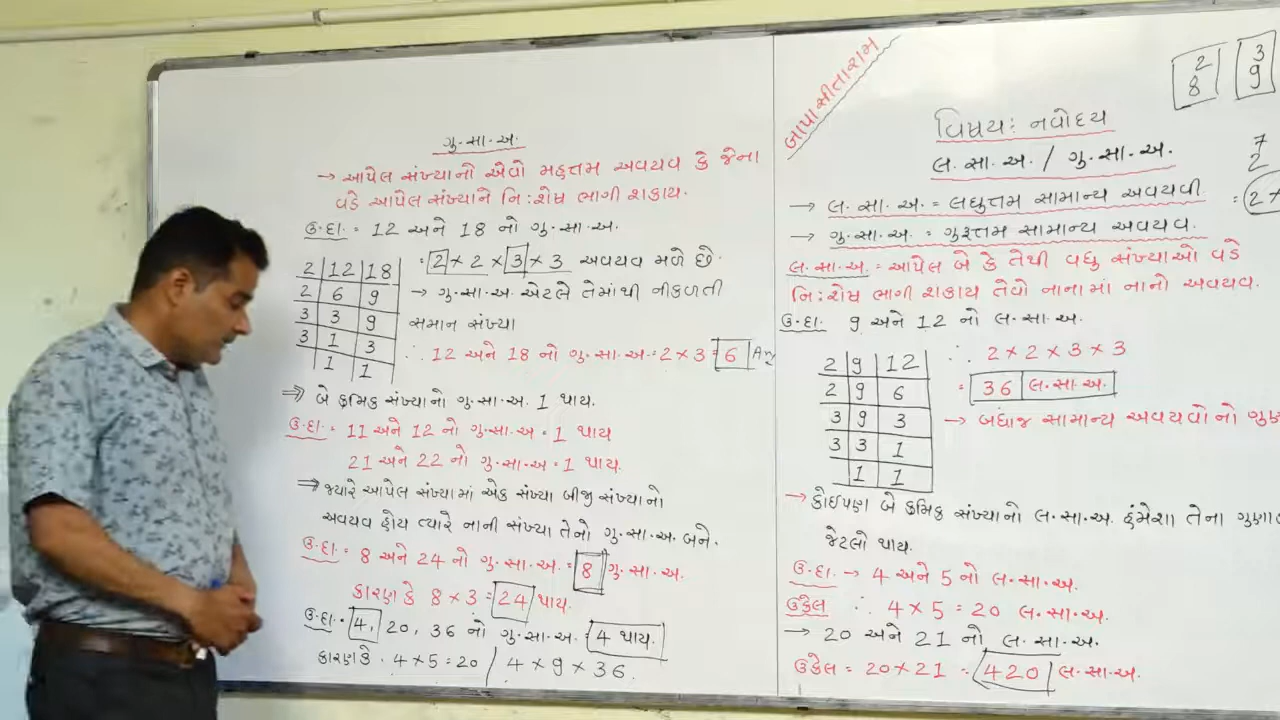 ગુ.સા.અ.
→ આપેલ સંખ્યાનો એવો મહત્તમ અવયવ કે જેના
વડે આપેલ સંખ્યાને નિઃશેષ ભાગી શકાય.
ઉ.દા. = 12 અને 18 નો ગુ.સા.અ.
2 | 12 | 18
2 | 6 | 9
3 | 3 | 9
3 | 1 | 3
1 | 1
= 2 × 2 × 3 × 3 અવયવ મળે છે.
→ ગુ.સા.અ. એટલે તેમાંથી નીકળતી
સમાન સંખ્યા
∴ 12 અને 18 નો ગુ.સા.અ. = 2 × 3 = 6 Ans
⇒ બે ક્રમિક સંખ્યાનો ગુ.સા.અ. 1 થાય.
ઉ.દા. = 11 અને 12 નો ગુ.સા.અ = 1 થાય
21 અને 22 નો ગુ.સા.અ = 1 થાય.
⇒ જ્યારે આપેલ સંખ્યામાં એક સંખ્યા બીજી સંખ્યાનો
અવયવ હોય ત્યારે નાની સંખ્યા તેનો ગુ.સા.અ. બને.
ઉ.દા. = 8 અને 24 નો ગુ.સા.અ. = 8 ગુ.સા.અ.
કારણ કે 8 × 3 = 24 થાય.
ઉ.દા. 4, 20, 36 નો ગુ.સા.અ. = 4 થાય.
કારણ કે. 4 × 5 = 20 / 4 × 9 × 36.
બાપા સીતારામ
વિષય: નવોદય
લ.સા.અ. / ગુ.સા.અ.
→ લ.સા.અ. = લઘુત્તમ સામાન્ય અવયવી
→ ગુ.સા.અ. = ગુરૂત્તમ સામાન્ય અવયવ.
લ.સા.અ. = આપેલ બે કે તેથી વધુ સંખ્યાઓ વડે
નિઃશેષ ભાગી શકાય તેવો નાનામાં નાનો અવયવ.
ઉ.દા. 9 અને 12 નો લ.સા.અ.
2 | 9 | 12
2 | 9 | 6
3 | 9 | 3
3 | 3 | 1
1 | 1
∴ 2 × 2 × 3 × 3
= 36 લ.સા.અ.
→ બધાજ સામાન્ય અવયવોનો
→ કોઈપણ બે ક્રમિક સંખ્યાનો લ.સા.અ. હંમેશા તેના
જેટલો થાય.
ઉ.દા. → 4 અને 5 નો લ.સા.અ.
ઉકેલ ∴ 4 × 5 = 20 લ.સા.અ.
→ 20 અને 21 નો લ.સા.અ.
ઉકેલ = 20 × 21 = 420 લ.સા.અ.
2 3
8 9
7
2